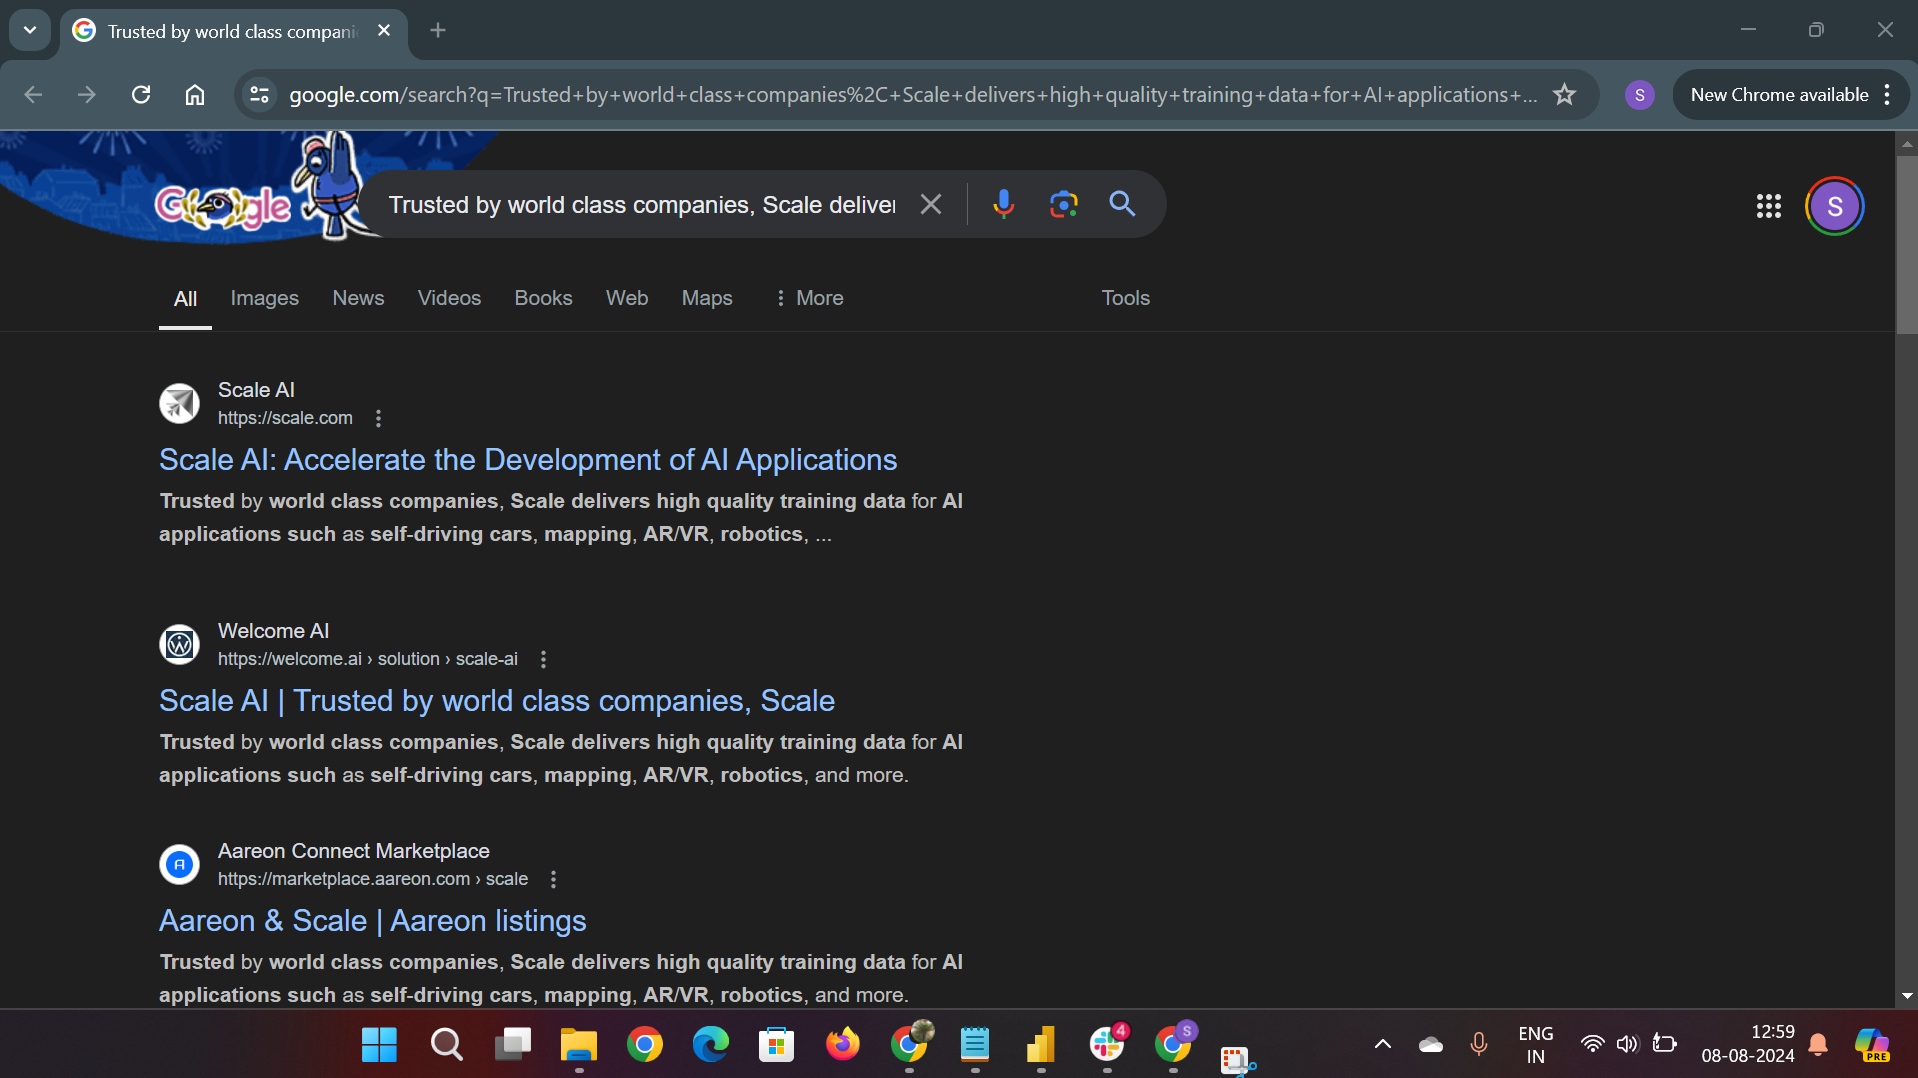 Trusted by world class compani
google.com/search?q=Trusted+by+world+class+companies%2C+Scale+delivers+high+quality+training+data+for+AI+applications+...
S
New Chrome available
Google
Trusted by world class companies, Scale deliver
S
All
Images
News
Videos
Books
Web
Maps
More
Tools
Scale AI
https://scale.com
Scale AI: Accelerate the Development of AI Applications
Trusted by world class companies, Scale delivers high quality training data for AI
applications such as self-driving cars, mapping, AR/VR, robotics, ...
Welcome AI
https://welcome.ai › solution › scale-ai
Scale AI | Trusted by world class companies, Scale
Trusted by world class companies, Scale delivers high quality training data for AI
applications such as self-driving cars, mapping, AR/VR, robotics, and more.
Aareon Connect Marketplace
https://marketplace.aareon.com › scale
Aareon & Scale | Aareon listings
Trusted by world class companies, Scale delivers high quality training data for AI
applications such as self-driving cars, mapping, AR/VR, robotics, and more.
4
S
ENG
IN
12:59
08-08-2024
PRE